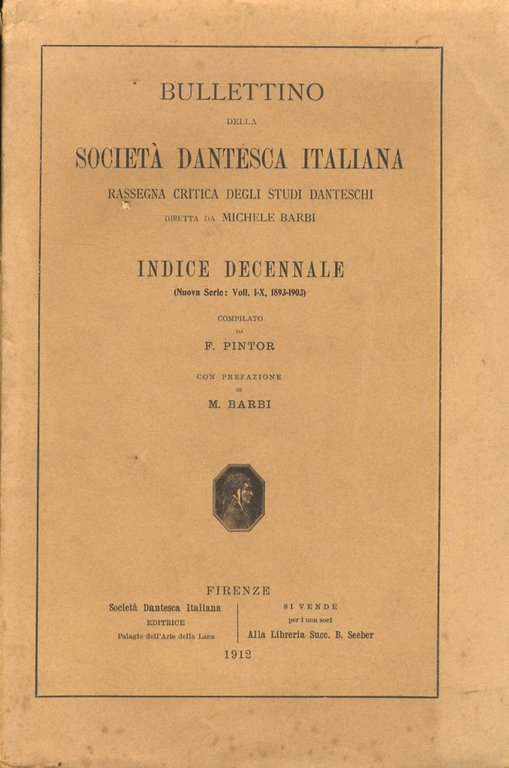 BULLETTINO
DELLA
SOCIETÀ DANTESCA ITALIANA
RASSEGNA CRITICA DEGLI STUDI DANTESCHI
DIRETTA DA MICHELE BARBI
INDICE DECENNALE
(Nuova Serie: Voll. I-X, 1893-1903)
COMPILATO
DA
F. PINTOR
CON PREFAZIONE
DI
M. BARBI
FIRENZE
Società Dantesca Italiana
EDITRICE
Palagio dell'Arte della Lana
SI VENDE
per i non soci
Alla Libreria Succ. B. Seeber
1912